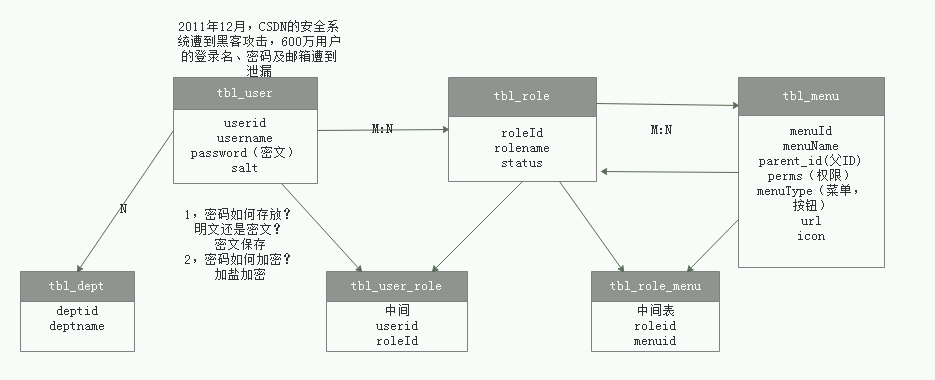 2011年12月，CSDN的安全系
统遭到黑客攻击，600万用户
的登录名、密码及邮箱遭到
泄漏
tbl_user
userid
username
password（密文）
salt
M:N
tbl_role
roleId
rolename
status
M:N
tbl_menu
menuId
menuName
parent_id(父ID)
perms（权限）
menuType（菜单，
按钮）
url
icon
N
1，密码如何存放？
明文还是密文？
密文保存
2，密码如何加密？
加盐加密
tbl_dept
deptid
deptname
tbl_user_role
中间
userid
roleId
tbl_role_menu
中间表
roleid
menuid